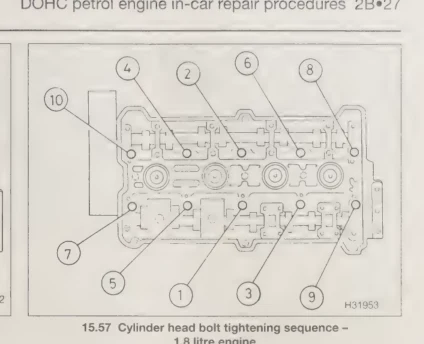 DOHC petrol engine in-car repair procedures 2B•27
4
2
6
8
10
7
5
1
3
9
H31953
2
15.57 Cylinder head bolt tightening sequence –
1.8 litre engine